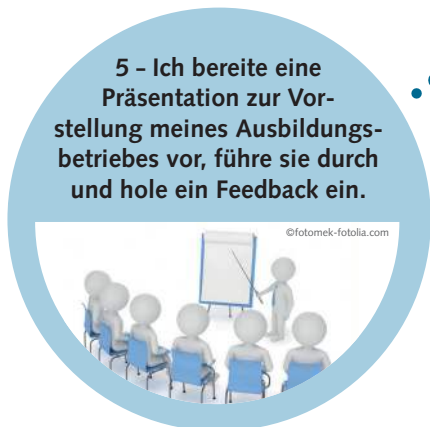 5 – Ich bereite eine
Präsentation zur Vor-
stellung meines Ausbildungs-
betriebes vor, führe sie durch
und hole ein Feedback ein.
©fotomek-fotolia.com